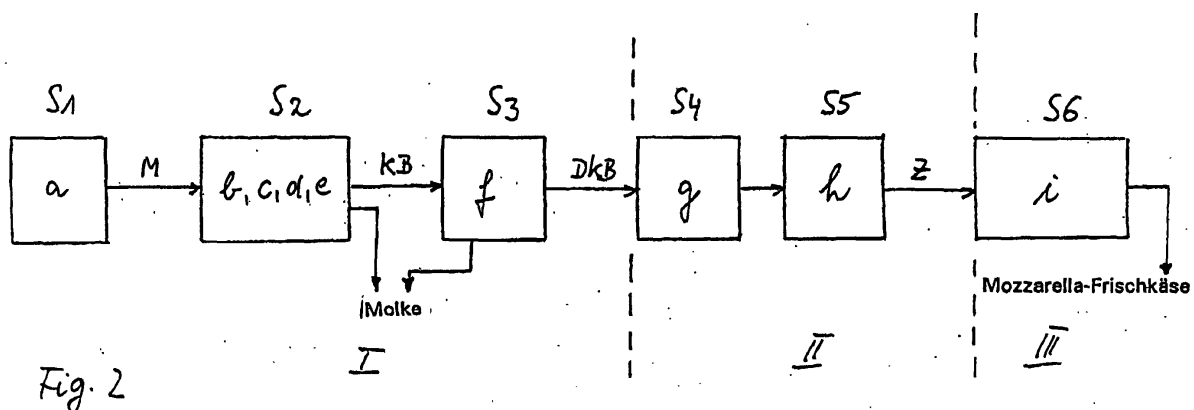 S1 S2 S3 S4 S5 S6
a M b, c, d, e KB f DKB g h Z i
Molke
Mozzarella-Frischkäse
I II III
Fig. 2